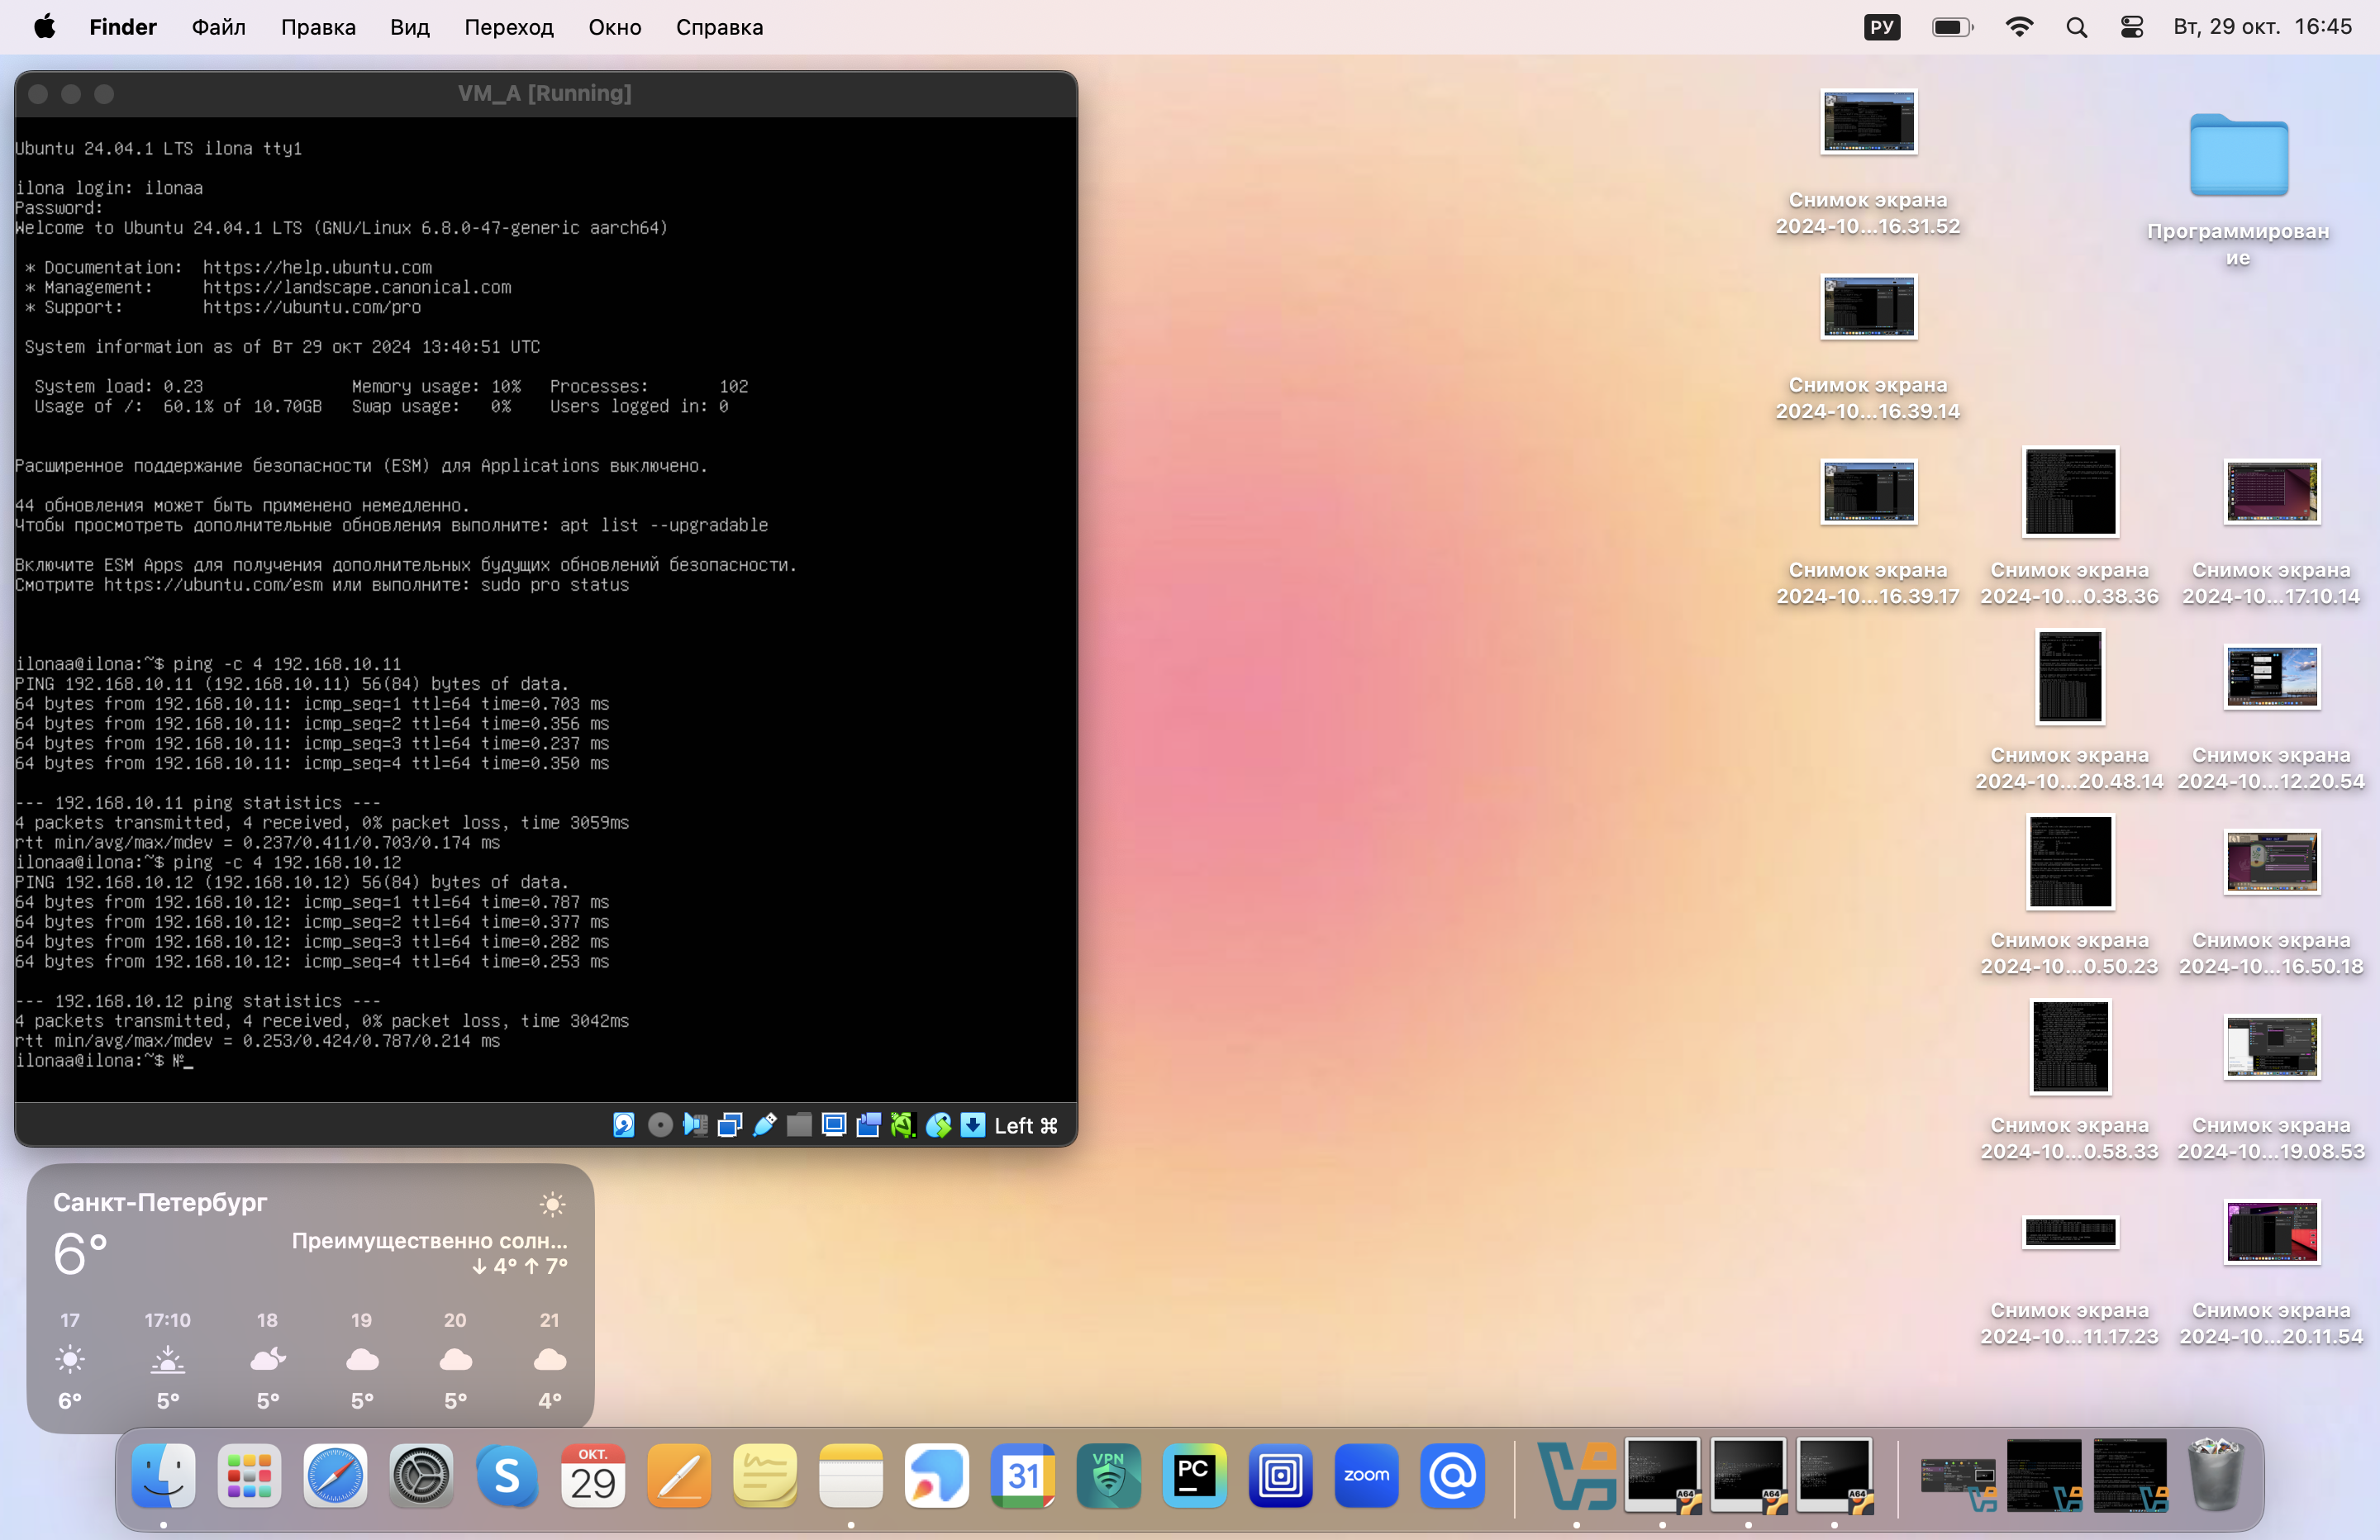 Finder Файл Правка Вид Переход Окно Справка РУ Вт, 29 окт. 16:45
VM_A [Running]
Ubuntu 24.04.1 LTS ilona tty1
ilona login: ilonaa
Password:
Welcome to Ubuntu 24.04.1 LTS (GNU/Linux 6.8.0-47-generic aarch64)
* Documentation: https://help.ubuntu.com
* Management: https://landscape.canonical.com
* Support: https://ubuntu.com/pro
System information as of Вт 29 окт 2024 13:40:51 UTC
System load: 0.23 Memory usage: 10% Processes: 102
Usage of /: 60.1% of 10.70GB Swap usage: 0% Users logged in: 0
Расширенное поддержание безопасности (ESM) для Applications выключено.
44 обновления может быть применено немедленно.
Чтобы просмотреть дополнительные обновления выполните: apt list --upgradable
Включите ESM Apps для получения дополнительных будущих обновлений безопасности.
Смотрите https://ubuntu.com/esm или выполните: sudo pro status
ilonaa@ilona:~$ ping -c 4 192.168.10.11
PING 192.168.10.11 (192.168.10.11) 56(84) bytes of data.
64 bytes from 192.168.10.11: icmp_seq=1 ttl=64 time=0.703 ms
64 bytes from 192.168.10.11: icmp_seq=2 ttl=64 time=0.356 ms
64 bytes from 192.168.10.11: icmp_seq=3 ttl=64 time=0.237 ms
64 bytes from 192.168.10.11: icmp_seq=4 ttl=64 time=0.350 ms
--- 192.168.10.11 ping statistics ---
4 packets transmitted, 4 received, 0% packet loss, time 3059ms
rtt min/avg/max/mdev = 0.237/0.411/0.703/0.174 ms
ilonaa@ilona:~$ ping -c 4 192.168.10.12
PING 192.168.10.12 (192.168.10.12) 56(84) bytes of data.
64 bytes from 192.168.10.12: icmp_seq=1 ttl=64 time=0.787 ms
64 bytes from 192.168.10.12: icmp_seq=2 ttl=64 time=0.377 ms
64 bytes from 192.168.10.12: icmp_seq=3 ttl=64 time=0.282 ms
64 bytes from 192.168.10.12: icmp_seq=4 ttl=64 time=0.253 ms
--- 192.168.10.12 ping statistics ---
4 packets transmitted, 4 received, 0% packet loss, time 3042ms
rtt min/avg/max/mdev = 0.253/0.424/0.787/0.214 ms
ilonaa@ilona:~$ №_
Left ⌘
Снимок экрана
2024-10...16.31.52
Программирован
ие
Снимок экрана
2024-10...16.39.14
Снимок экрана Снимок экрана Снимок экрана
2024-10...16.39.17 2024-10...0.38.36 2024-10...17.10.14
Снимок экрана Снимок экрана
2024-10...20.48.14 2024-10...12.20.54
Снимок экрана Снимок экрана
2024-10...0.50.23 2024-10...16.50.18
Снимок экрана Снимок экрана
2024-10...0.58.33 2024-10...19.08.53
Снимок экрана Снимок экрана
2024-10...11.17.23 2024-10...20.11.54
Санкт-Петербург
6°
Преимущественно солн...
↓ 4° ↑ 7°
17 17:10 18 19 20 21
6° 5° 5° 5° 5° 4°
ОКТ.
29
S
31
VPN
PC
zoom
@
A64 A64 A64